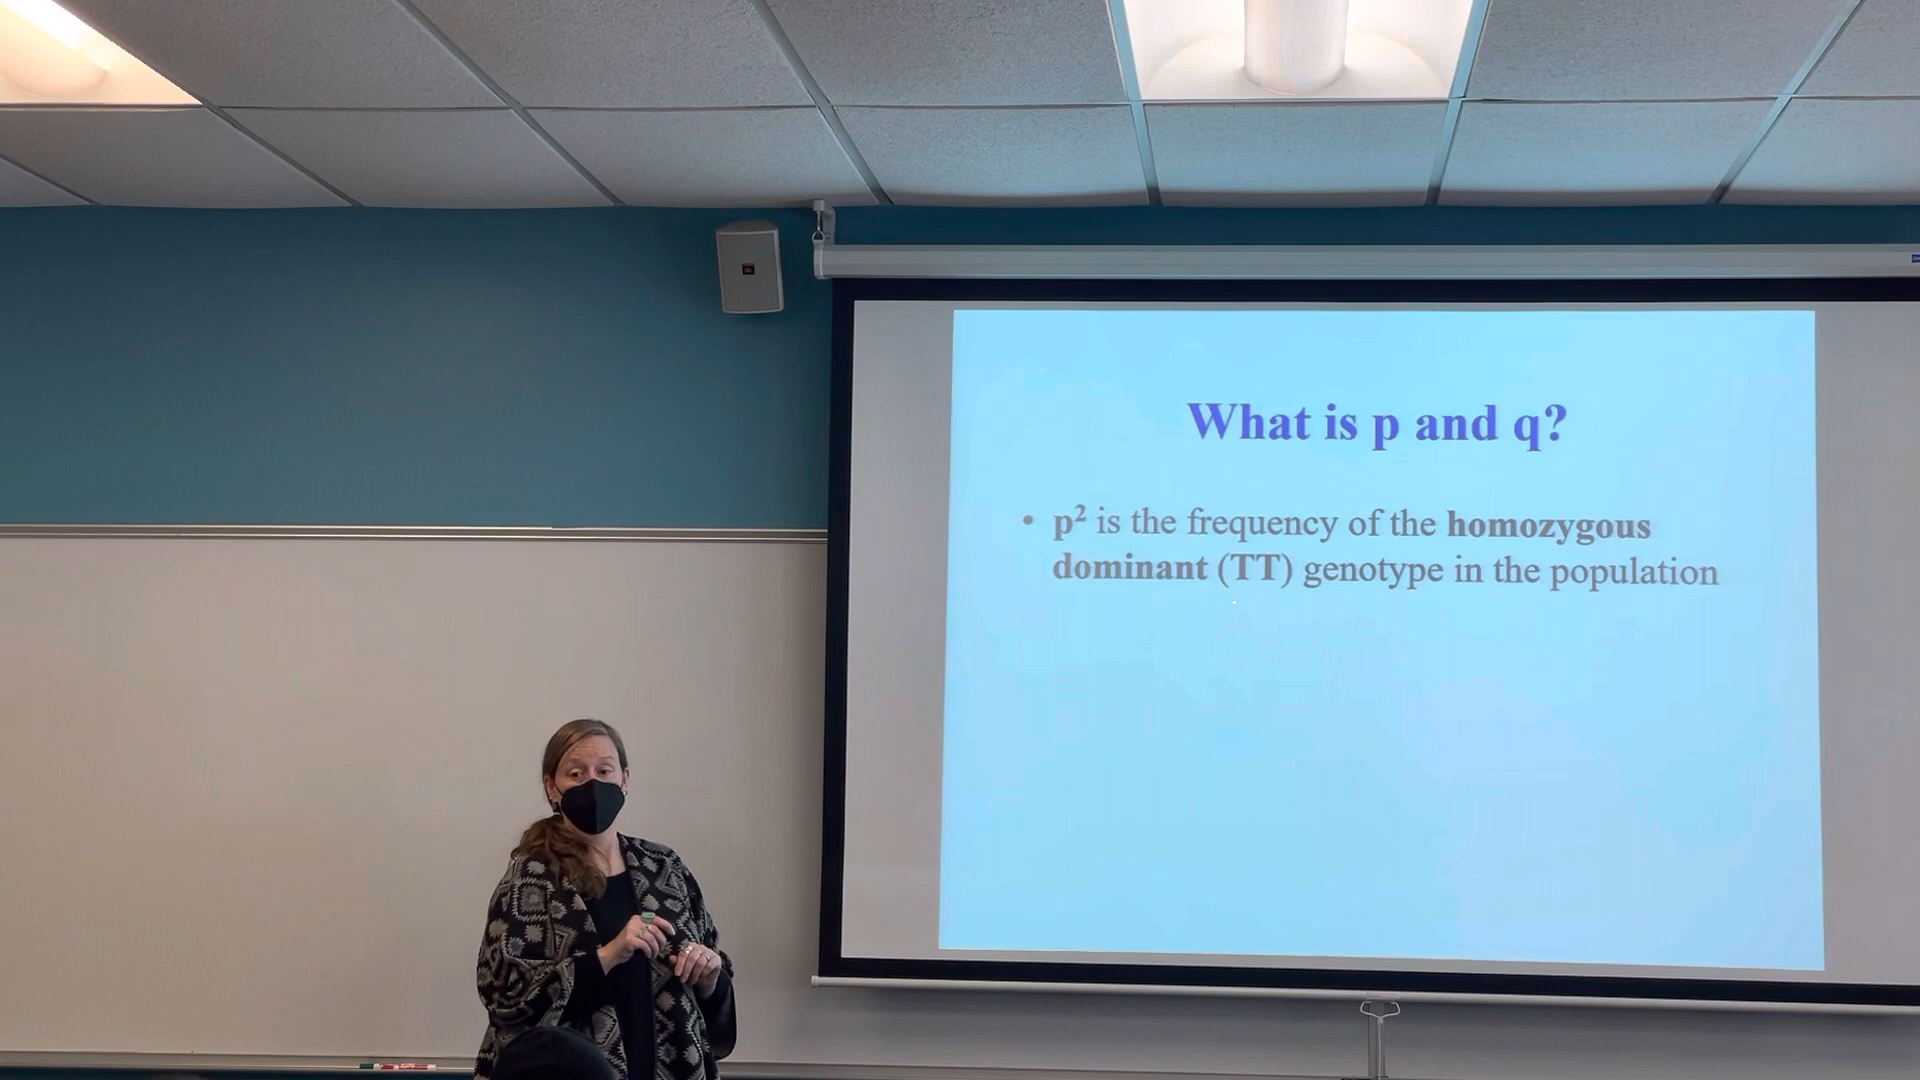 What is p and q?
• p² is the frequency of the homozygous
dominant (TT) genotype in the population